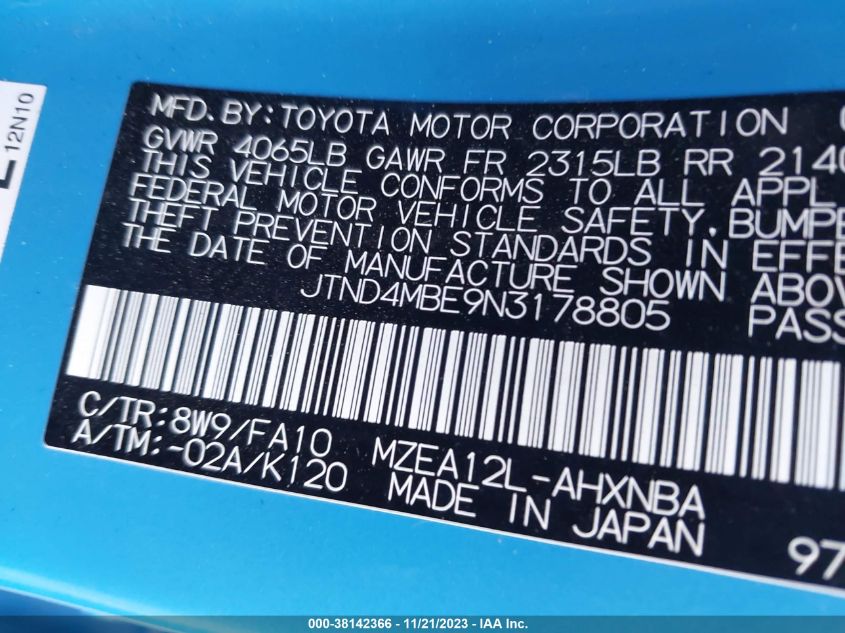 12N10
MFD. BY: TOYOTA MOTOR CORPORATION
GVWR 4065LB GAWR FR 2315LB RR 2140
THIS VEHICLE CONFORMS TO ALL APPL
FEDERAL MOTOR VEHICLE SAFETY, BUMPE
THEFT PREVENTION STANDARDS IN EFFE
THE DATE OF MANUFACTURE SHOWN ABOV
JTND4MBE9N3178805 PASS
C/TR: 8W9/FA10 MZEA12L-AHXNBA
A/TM: -02A/K120 MADE IN JAPAN 97
000-38142366 - 11/21/2023 - IAA Inc.